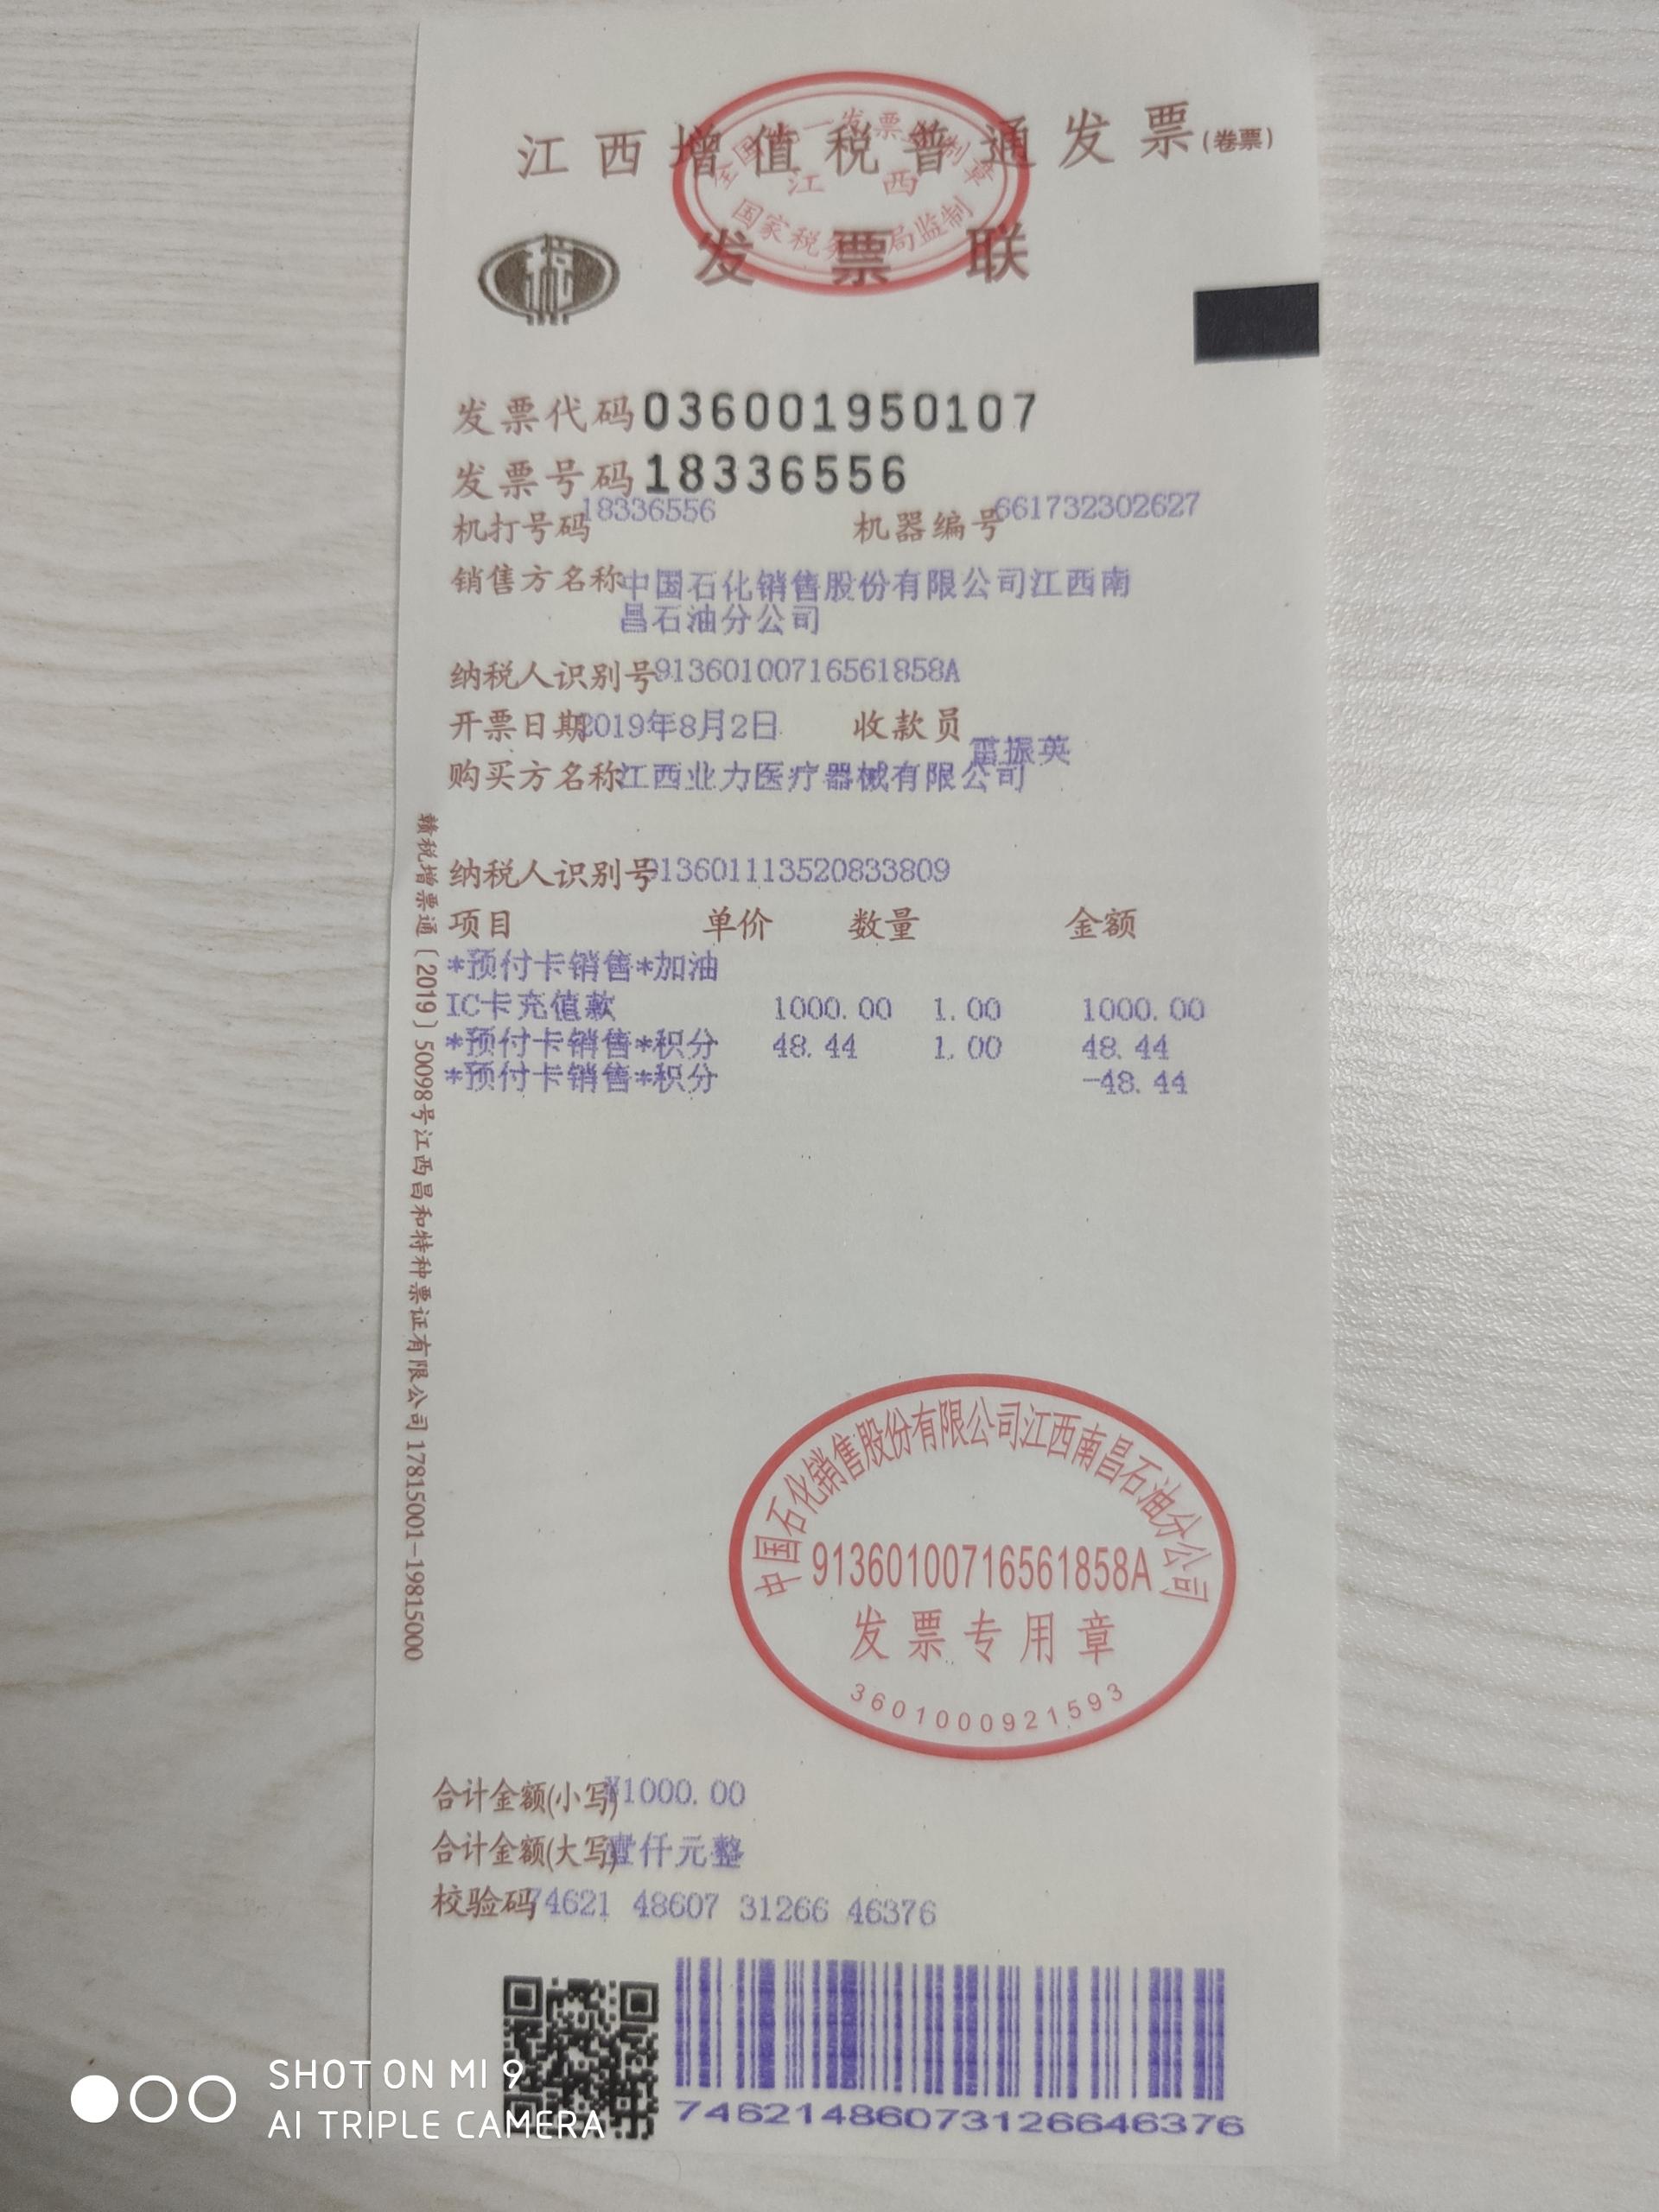 江西增值税普通发票(卷票)
全国统一发票监制章
江 西
国家税务总局监制
发 票 联
税
发票代码036001950107
发票号码18336556
机打号码18336556 机器编号661732302627
销售方名称中国石化销售股份有限公司江西南
昌石油分公司
纳税人识别号91360100716561858A
开票日期2019年8月2日 收款员雷振英
购买方名称江西业力医疗器械有限公司
纳税人识别号913601113520833809
项目 单价 数量 金额
*预付卡销售*加油
IC卡充值款 1000.00 1.00 1000.00
*预付卡销售*积分 48.44 1.00 48.44
*预付卡销售*积分 -48.44
赣税增票通〔2019〕50098号江西昌和特种票证有限公司17815001-19815000
中国石化销售股份有限公司江西南昌石油分公司
91360100716561858A
发票专用章
3601000921593
合计金额(小写)¥1000.00
合计金额(大写)壹仟元整
校验码74621 48607 31266 46376
74621486073126646376
SHOT ON MI 9
AI TRIPLE CAMERA